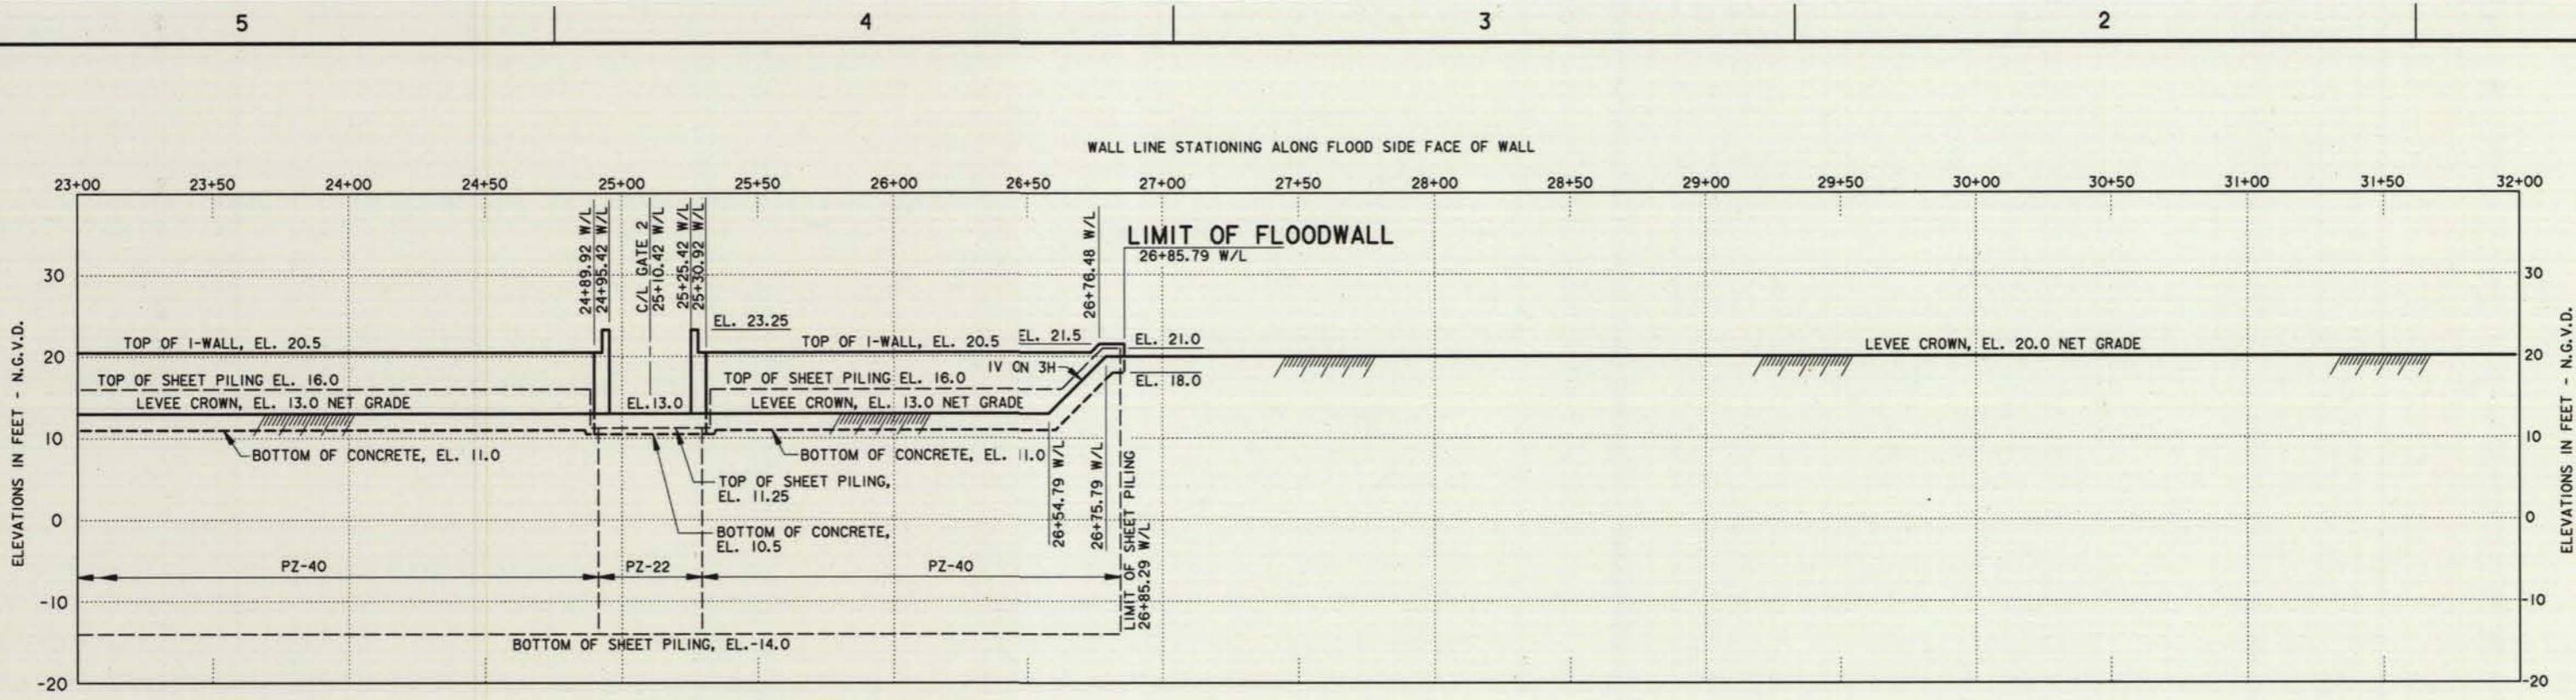 5 4 3 2
WALL LINE STATIONING ALONG FLOOD SIDE FACE OF WALL
23+00 23+50 24+00 24+50 25+00 25+50 26+00 26+50 27+00 27+50 28+00 28+50 29+00 29+50 30+00 30+50 31+00 31+50 32+00
24+89.92 W/L
24+95.42 W/L
C/L GATE 2
25+10.42 W/L
25+25.42 W/L
25+30.92 W/L
26+76.48 W/L
LIMIT OF FLOODWALL
26+85.79 W/L
30 30
EL. 23.25
TOP OF I-WALL, EL. 20.5
TOP OF I-WALL, EL. 20.5
EL. 21.5
EL. 21.0
LEVEE CROWN, EL. 20.0 NET GRADE
20 20
1V ON 3H
TOP OF SHEET PILING EL. 16.0
TOP OF SHEET PILING EL. 16.0
EL. 18.0
LEVEE CROWN, EL. 13.0 NET GRADE
EL. 13.0
LEVEE CROWN, EL. 13.0 NET GRADE
10 10
BOTTOM OF CONCRETE, EL. 11.0
BOTTOM OF CONCRETE, EL. 11.0
TOP OF SHEET PILING,
EL. 11.25
BOTTOM OF CONCRETE,
EL. 10.5
26+54.79 W/L
26+75.79 W/L
LIMIT OF SHEET PILING
26+85.29 W/L
0 0
PZ-40 PZ-22 PZ-40
-10 -10
BOTTOM OF SHEET PILING, EL.-14.0
-20 -20
ELEVATIONS IN FEET - N.G.V.D.
ELEVATIONS IN FEET - N.G.V.D.